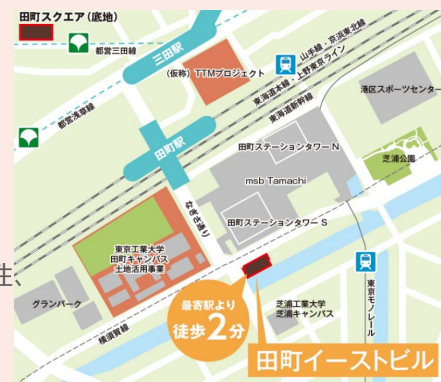 田町スクエア(底地)
都営三田線
三田駅
(仮称)TTMプロジェクト
山手線・京浜東北線
東海道本線・上野東京ライン
東海道新幹線
港区スポーツセンター
都営浅草線
田町駅
田町ステーションタワー N
芝浦公園
msb Tamachi
なぎさ通り
田町ステーションタワー S
東京工業大学
田町キャンパス
土地活用事業
性、
グランパーク
横須賀線
最寄駅より
徒歩2分
芝浦工業大学
芝浦キャンパス
東京モノレール
田町イーストビル